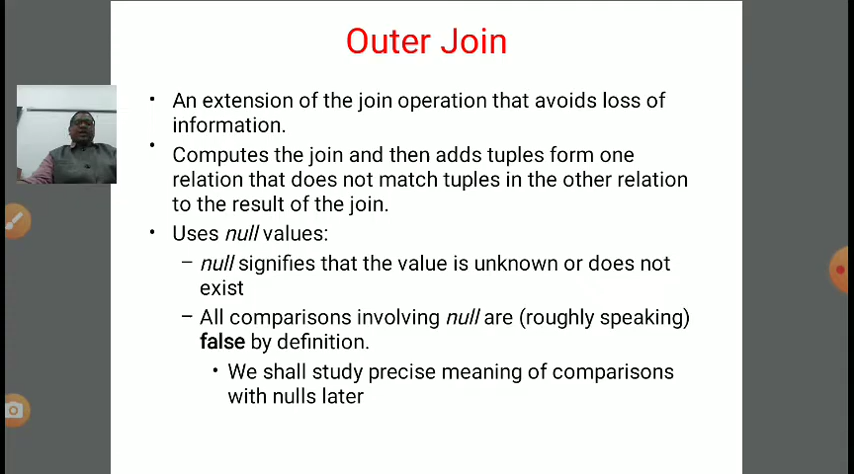 Outer Join
• An extension of the join operation that avoids loss of
information.
• Computes the join and then adds tuples form one
relation that does not match tuples in the other relation
to the result of the join.
• Uses null values:
– null signifies that the value is unknown or does not
exist
– All comparisons involving null are (roughly speaking)
false by definition.
• We shall study precise meaning of comparisons
with nulls later